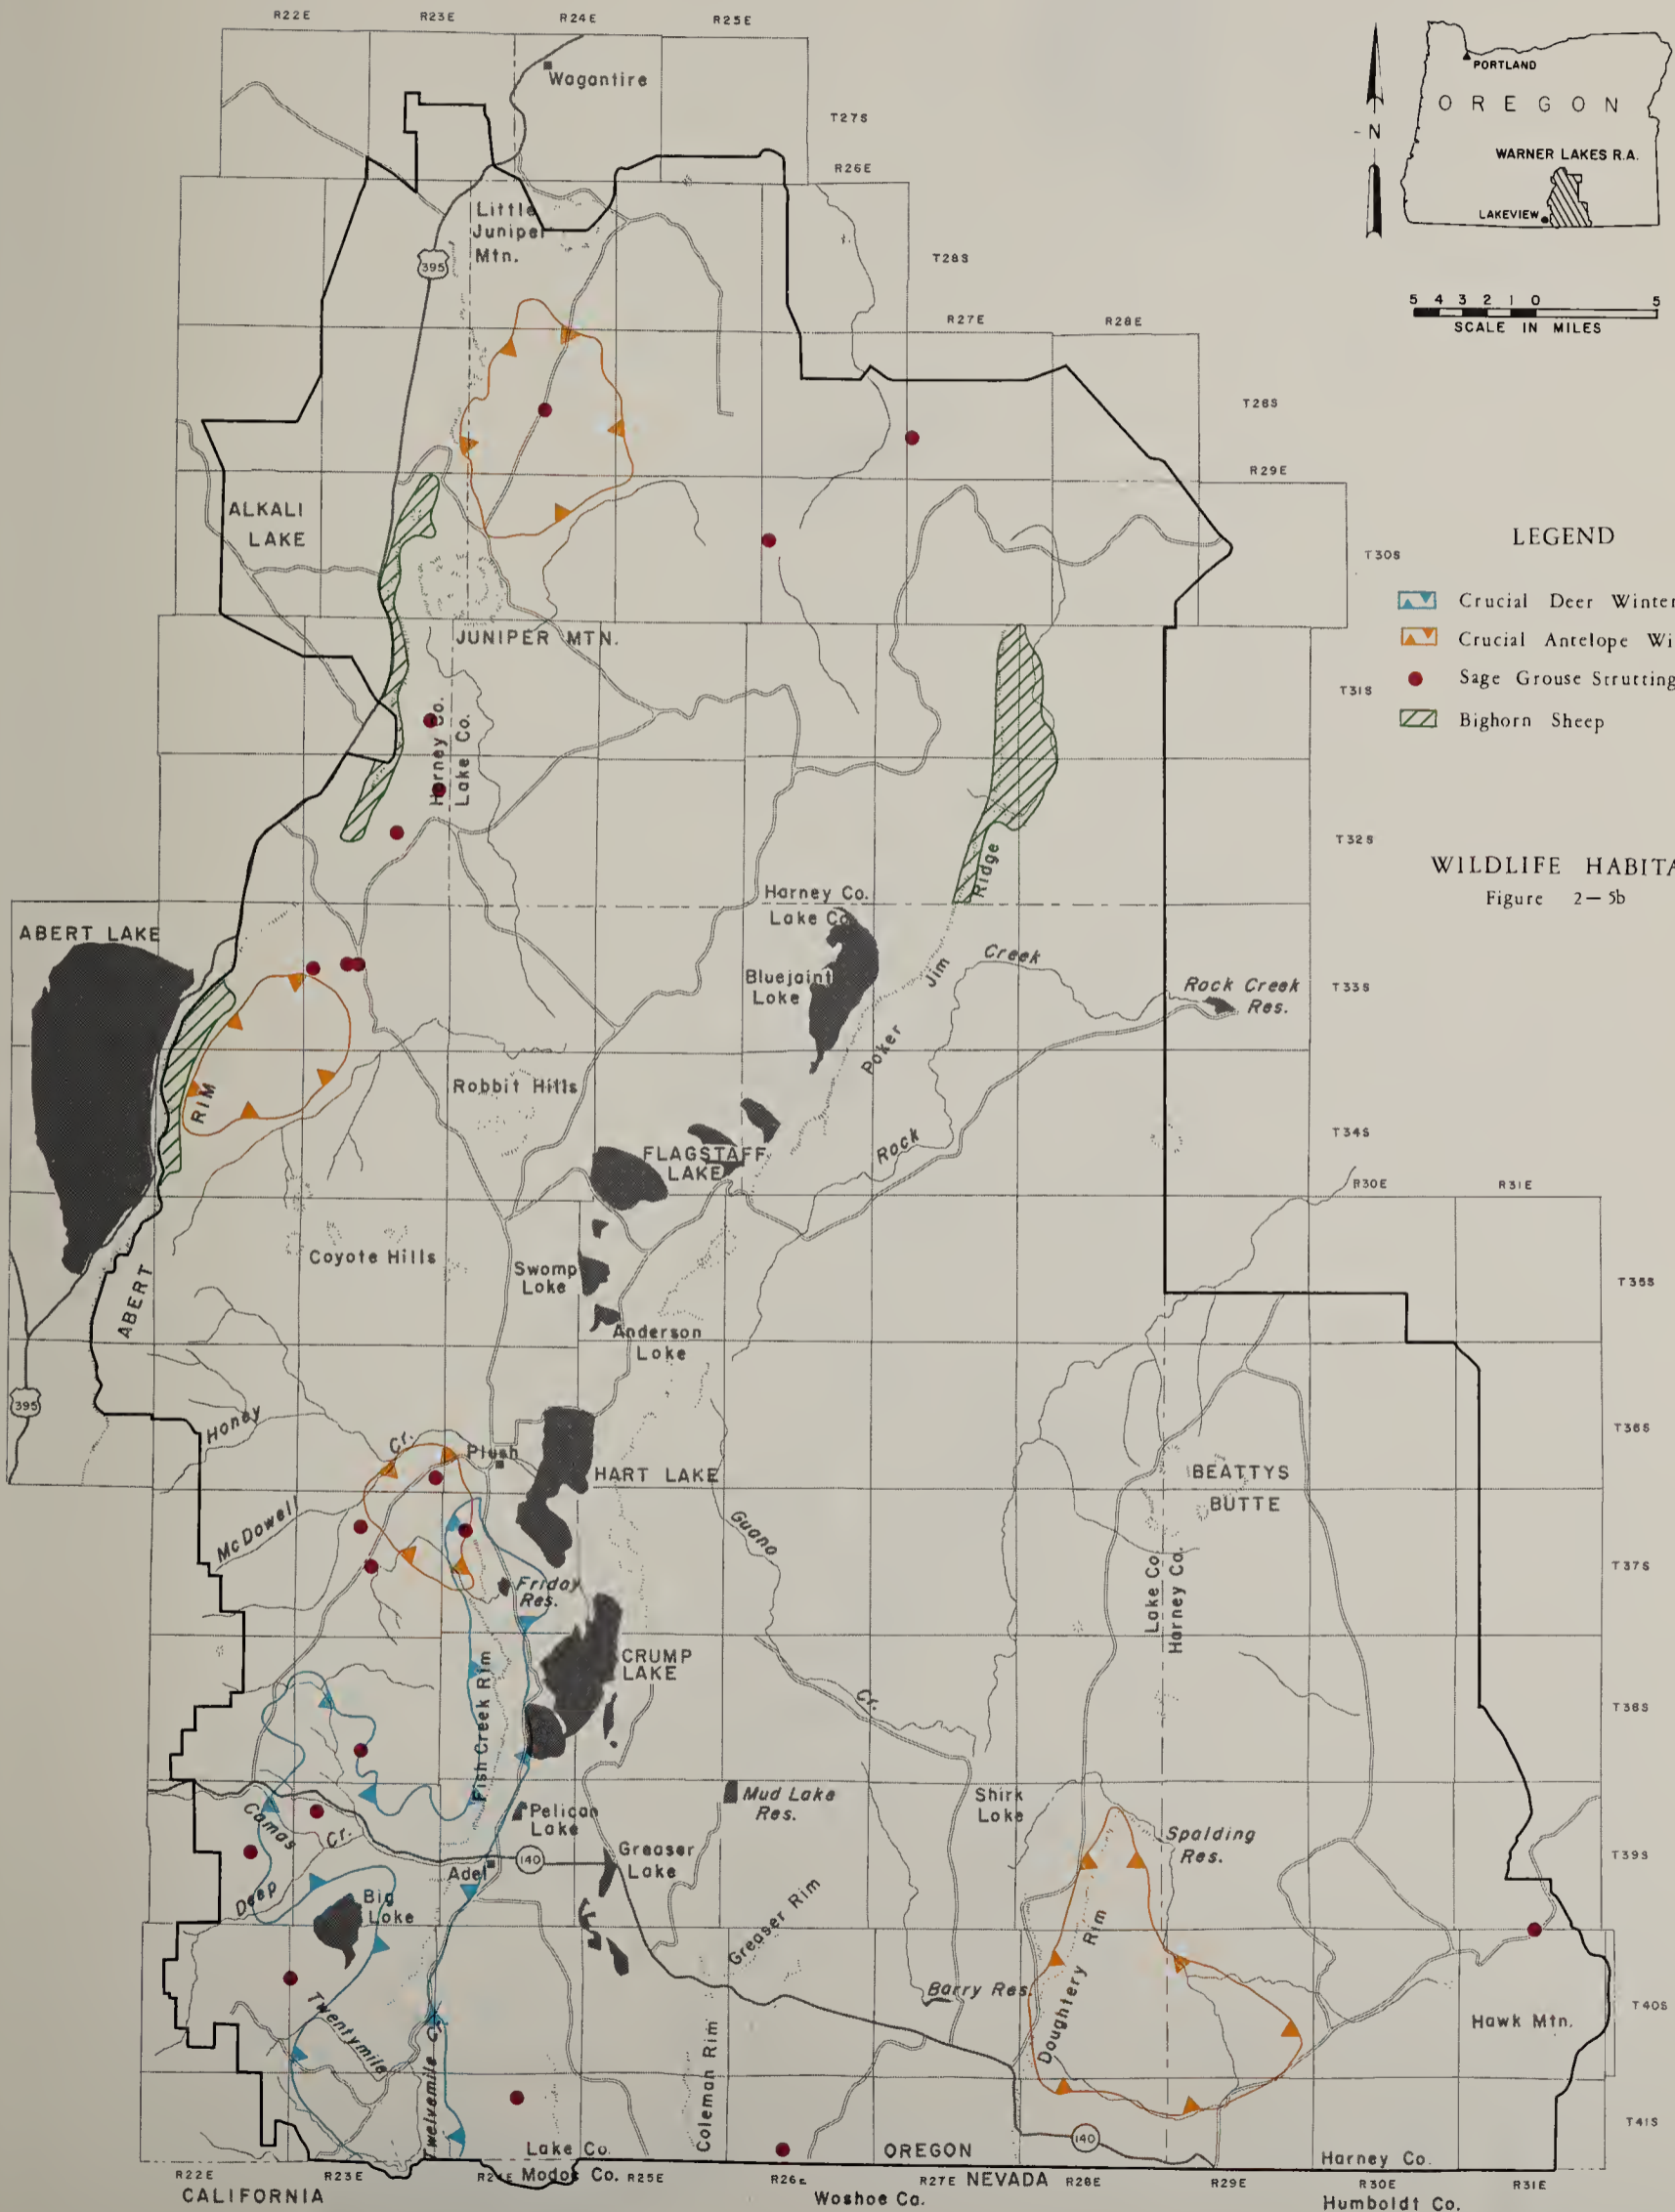 R22E R23E R24E R25E
Wagantire
T27S
R26E
PORTLAND
OREGON
N
WARNER LAKES R.A.
LAKEVIEW
Little
Juniper
Mtn.
395
T28S
5 4 3 2 1 0 5
SCALE IN MILES
R27E R28E
T26S
R29E
ALKALI
LAKE
T30S
LEGEND
Crucial Deer Winter
Crucial Antelope Wi
Sage Grouse Strutting
Bighorn Sheep
JUNIPER MTN.
T31S
Harney Co.
Lake Co.
T32S
WILDLIFE HABITA
Figure 2-5b
Ridge
Harney Co.
Lake Co.
ABERT LAKE
Bluejoint
Lake
Jim
Creek
Rock Creek
Res.
T33S
Poker
RIM
Rabbit Hills
T34S
FLAGSTAFF
LAKE
Rock
R30E R31E
Coyote Hills
Swamp
Lake
T35S
ABERT
Anderson
Lake
395
Honey
Cr.
Plush
T36S
HART LAKE
BEATTYS
BUTTE
McDowell
Guano
T37S
Friday
Res.
Lake Co.
Harney Co.
CRUMP
LAKE
Fish Creek Rim
Cr.
T38S
Camas
Cr.
Pelican
Lake
Mud Lake
Res.
Shirk
Lake
Spalding
Res.
T39S
140
Greaser
Lake
Adel
Deep
Big
Lake
Greaser Rim
Doughtery Rim
Barry Res.
T40S
Hawk Mtn.
Twentymile
Twelvemile Cr.
Coleman Rim
T41S
Lake Co.
OREGON
140
Harney Co.
R22E R23E R24E Modoc Co. R25E R26E R27E NEVADA R28E R29E R30E R31E
CALIFORNIA
Washoe Co.
Humboldt Co.